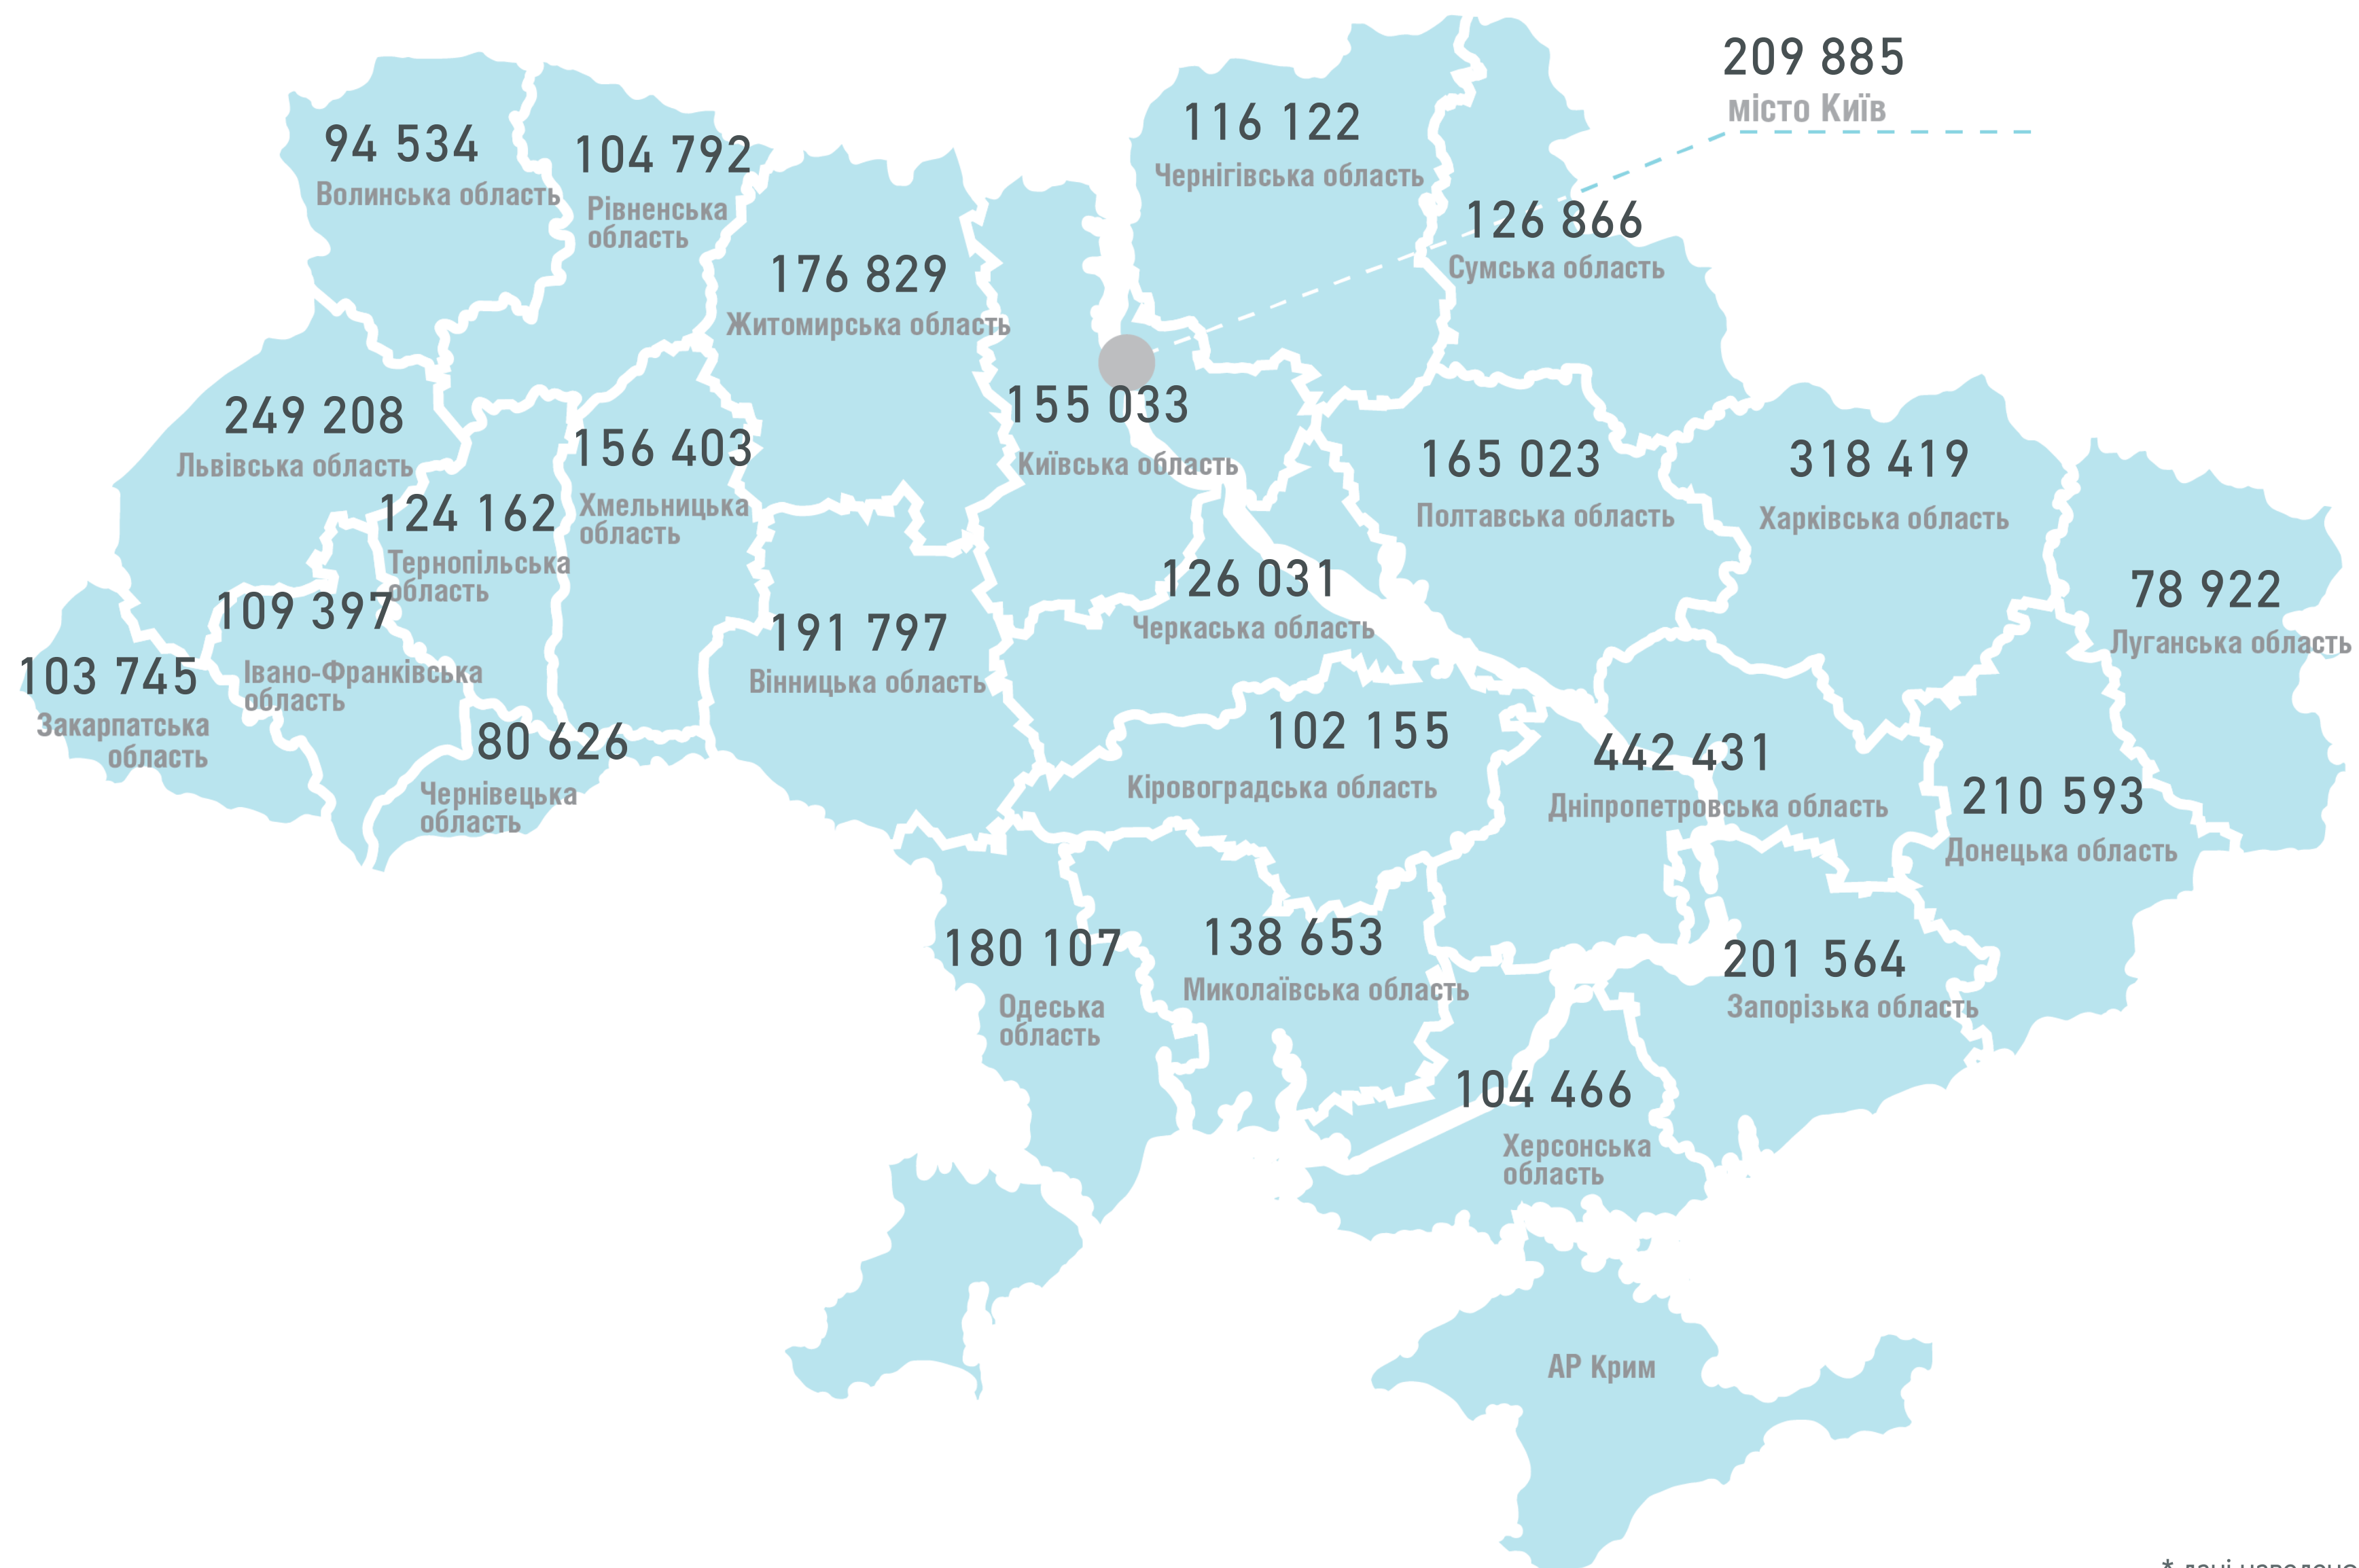 209 885
місто Київ
116 122
Чернігівська область
94 534
Волинська область
104 792
Рівненська
область
126 866
Сумська область
176 829
Житомирська область
249 208
Львівська область
156 403
Хмельницька
область
155 033
Київська область
165 023
Полтавська область
318 419
Харківська область
124 162
Тернопільська
область
126 031
Черкаська область
78 922
Луганська область
109 397
Івано-Франківська
область
191 797
Вінницька область
103 745
Закарпатська
область
80 626
Чернівецька
область
102 155
Кіровоградська область
442 431
Дніпропетровська область
210 593
Донецька область
180 107
Одеська
область
138 653
Миколаївська область
201 564
Запорізька область
104 466
Херсонська
область
АР Крим
* дані наведено